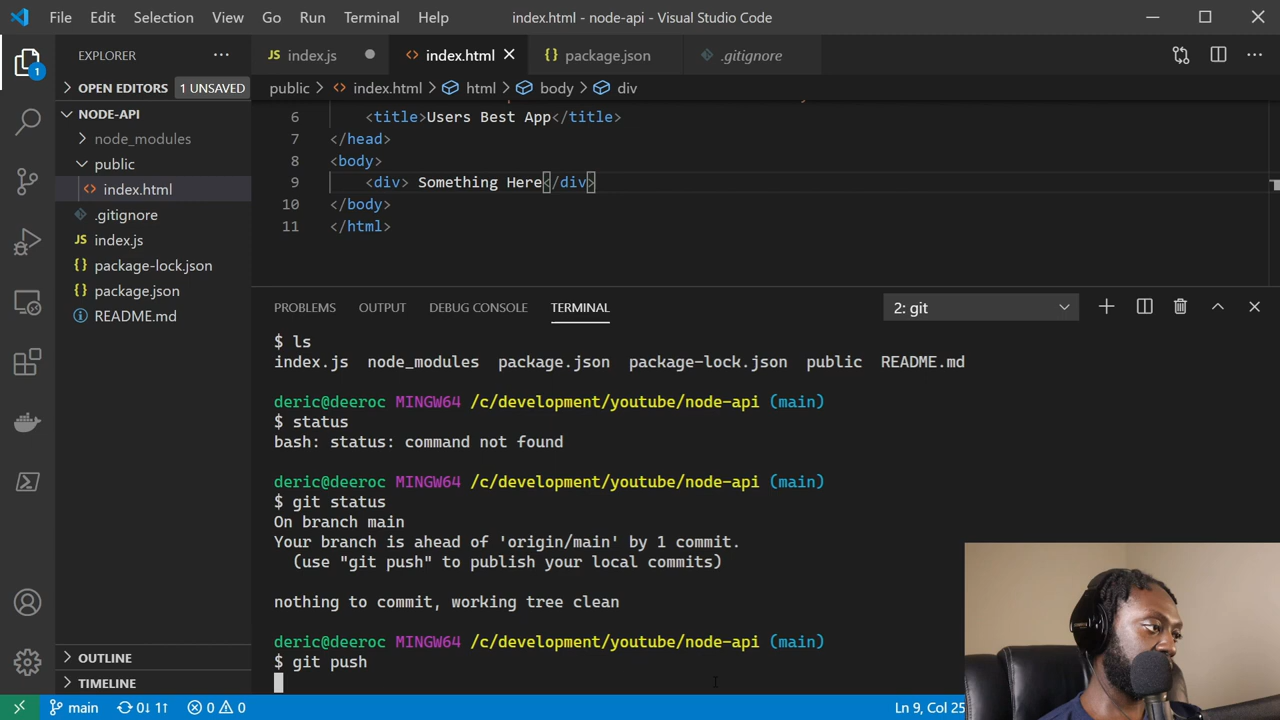 File Edit Selection View Go Run Terminal Help index.html - node-api - Visual Studio Code
EXPLORER
1
OPEN EDITORS 1 UNSAVED
NODE-API
node_modules
public
index.html
.gitignore
JS index.js
{} package-lock.json
{} package.json
README.md
OUTLINE
TIMELINE
JS index.js index.html {} package.json .gitignore
public > index.html > html > body > div
6 <title>Users Best App</title>
7 </head>
8 <body>
9 <div> Something Here</div>
10 </body>
11 </html>
PROBLEMS OUTPUT DEBUG CONSOLE TERMINAL 2: git
$ ls
index.js node_modules package.json package-lock.json public README.md
deric@deeroc MINGW64 /c/development/youtube/node-api (main)
$ status
bash: status: command not found
deric@deeroc MINGW64 /c/development/youtube/node-api (main)
$ git status
On branch main
Your branch is ahead of 'origin/main' by 1 commit.
(use "git push" to publish your local commits)
nothing to commit, working tree clean
deric@deeroc MINGW64 /c/development/youtube/node-api (main)
$ git push
main 0↓ 1↑ 0 0 Ln 9, Col 25